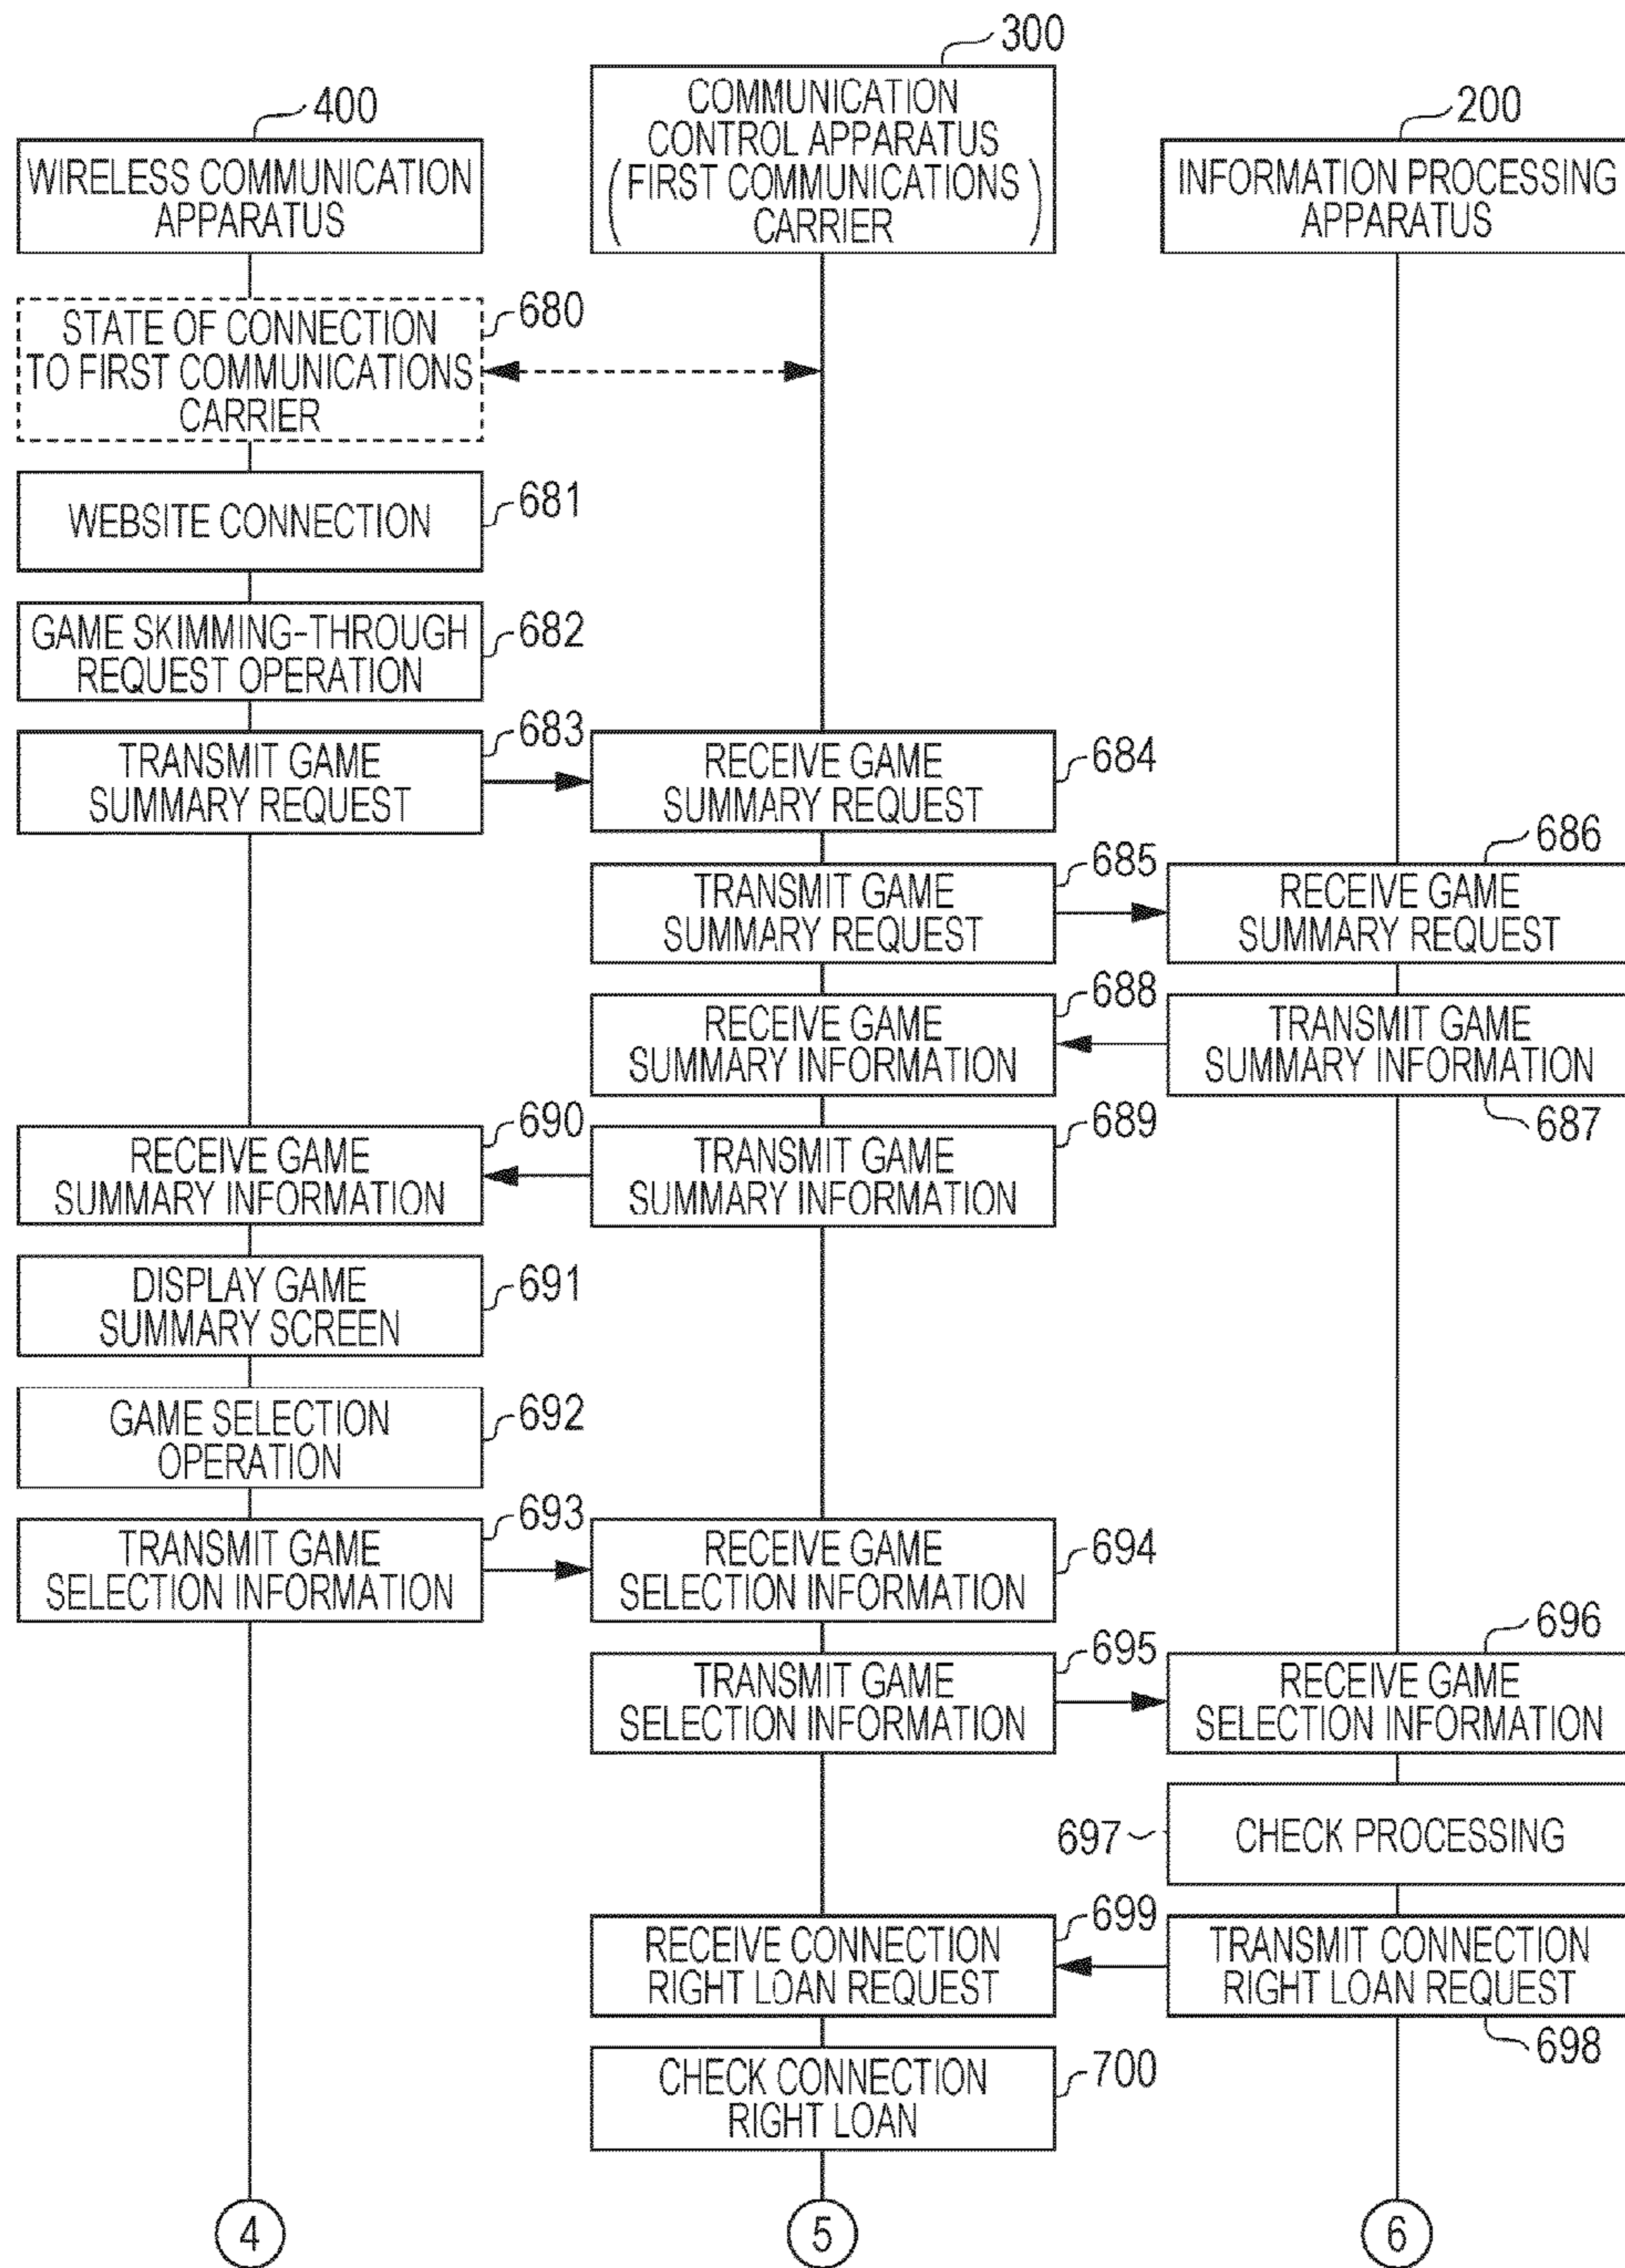 300
400
200
COMMUNICATION
CONTROL APPARATUS
(FIRST COMMUNICATIONS
CARRIER)
WIRELESS COMMUNICATION
APPARATUS
INFORMATION PROCESSING
APPARATUS
STATE OF CONNECTION
TO FIRST COMMUNICATIONS
CARRIER
680
WEBSITE CONNECTION
681
GAME SKIMMING-THROUGH
REQUEST OPERATION
682
683
TRANSMIT GAME
SUMMARY REQUEST
RECEIVE GAME
SUMMARY REQUEST
684
685
TRANSMIT GAME
SUMMARY REQUEST
686
RECEIVE GAME
SUMMARY REQUEST
688
RECEIVE GAME
SUMMARY INFORMATION
TRANSMIT GAME
SUMMARY INFORMATION
687
690
RECEIVE GAME
SUMMARY INFORMATION
689
TRANSMIT GAME
SUMMARY INFORMATION
DISPLAY GAME
SUMMARY SCREEN
691
GAME SELECTION
OPERATION
692
693
TRANSMIT GAME
SELECTION INFORMATION
RECEIVE GAME
SELECTION INFORMATION
694
695
TRANSMIT GAME
SELECTION INFORMATION
696
RECEIVE GAME
SELECTION INFORMATION
697
CHECK PROCESSING
699
RECEIVE CONNECTION
RIGHT LOAN REQUEST
TRANSMIT CONNECTION
RIGHT LOAN REQUEST
698
CHECK CONNECTION
RIGHT LOAN
700
4
5
6